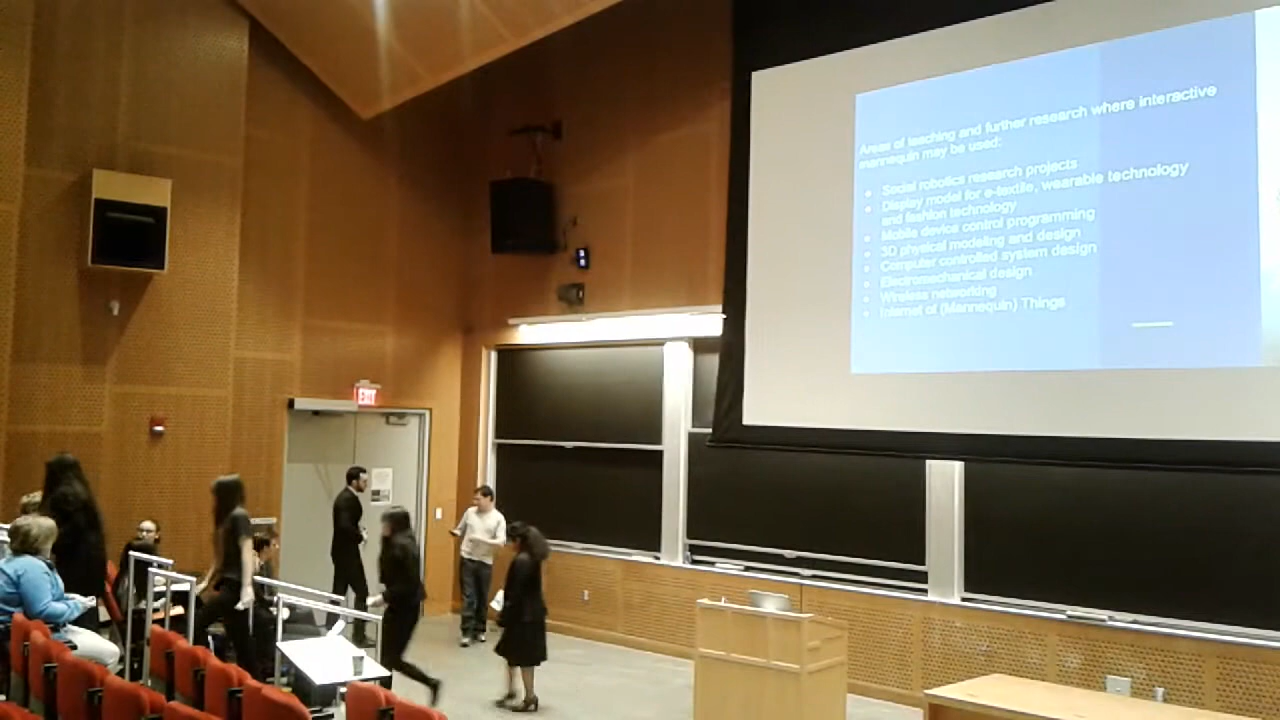 Areas of teaching and further research where interactive
mannequin may be used:
Social robotics research projects
Display model for e-textile, wearable technology
and fashion technology
Mobile device control programming
3D physical modeling and design
Computer controlled system design
Electromechanical design
Wireless networking
Internet of (Mannequin) Things
EXIT